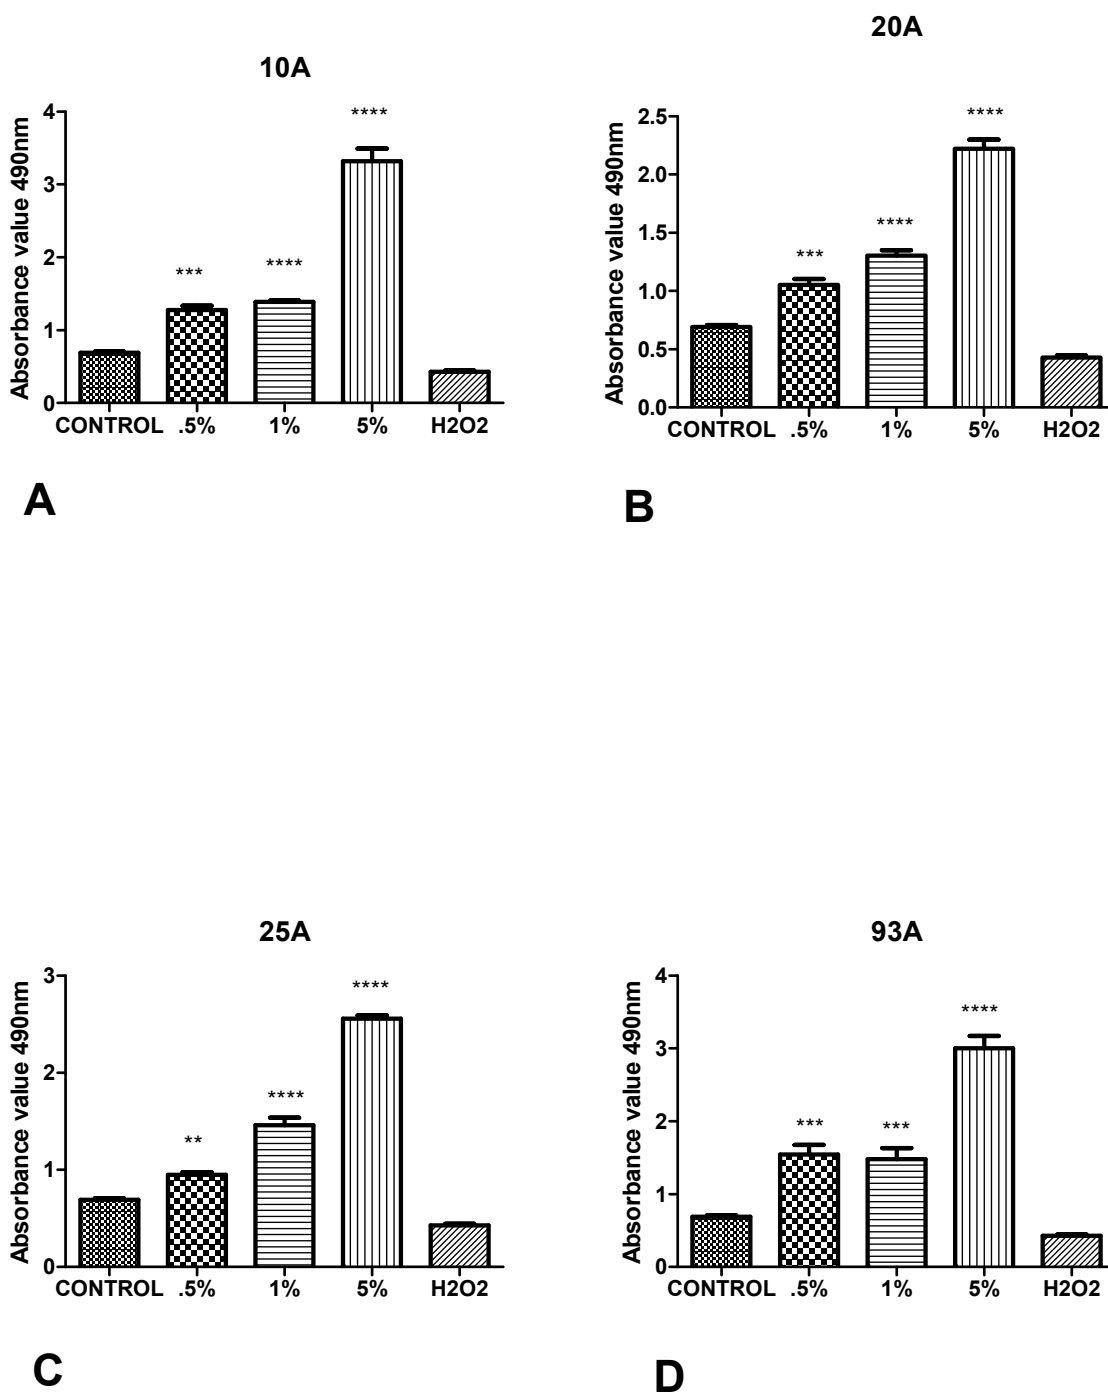 10A
Absorbance value 490nm
4
3
2
1
0
***
****
****
CONTROL .5% 1% 5% H2O2
A
20A
Absorbance value 490nm
2.5
2.0
1.5
1.0
0.5
0.0
***
****
****
CONTROL .5% 1% 5% H2O2
B
25A
Absorbance value 490nm
3
2
1
0
**
****
****
CONTROL .5% 1% 5% H2O2
C
93A
Absorbance value 490nm
4
3
2
1
0
***
***
****
CONTROL .5% 1% 5% H2O2
D